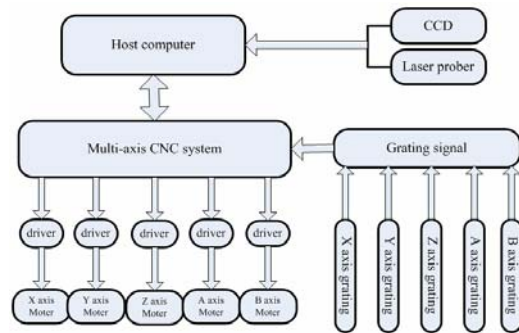 Host computer
CCD
Laser prober
Multi-axis CNC system
Grating signal
driver
driver
driver
driver
driver
X axis
Moter
Y axis
Moter
Z axis
Moter
A axis
Moter
B axis
Moter
X axis grating
Y axis grating
Z axis grating
A axis grating
B axis grating